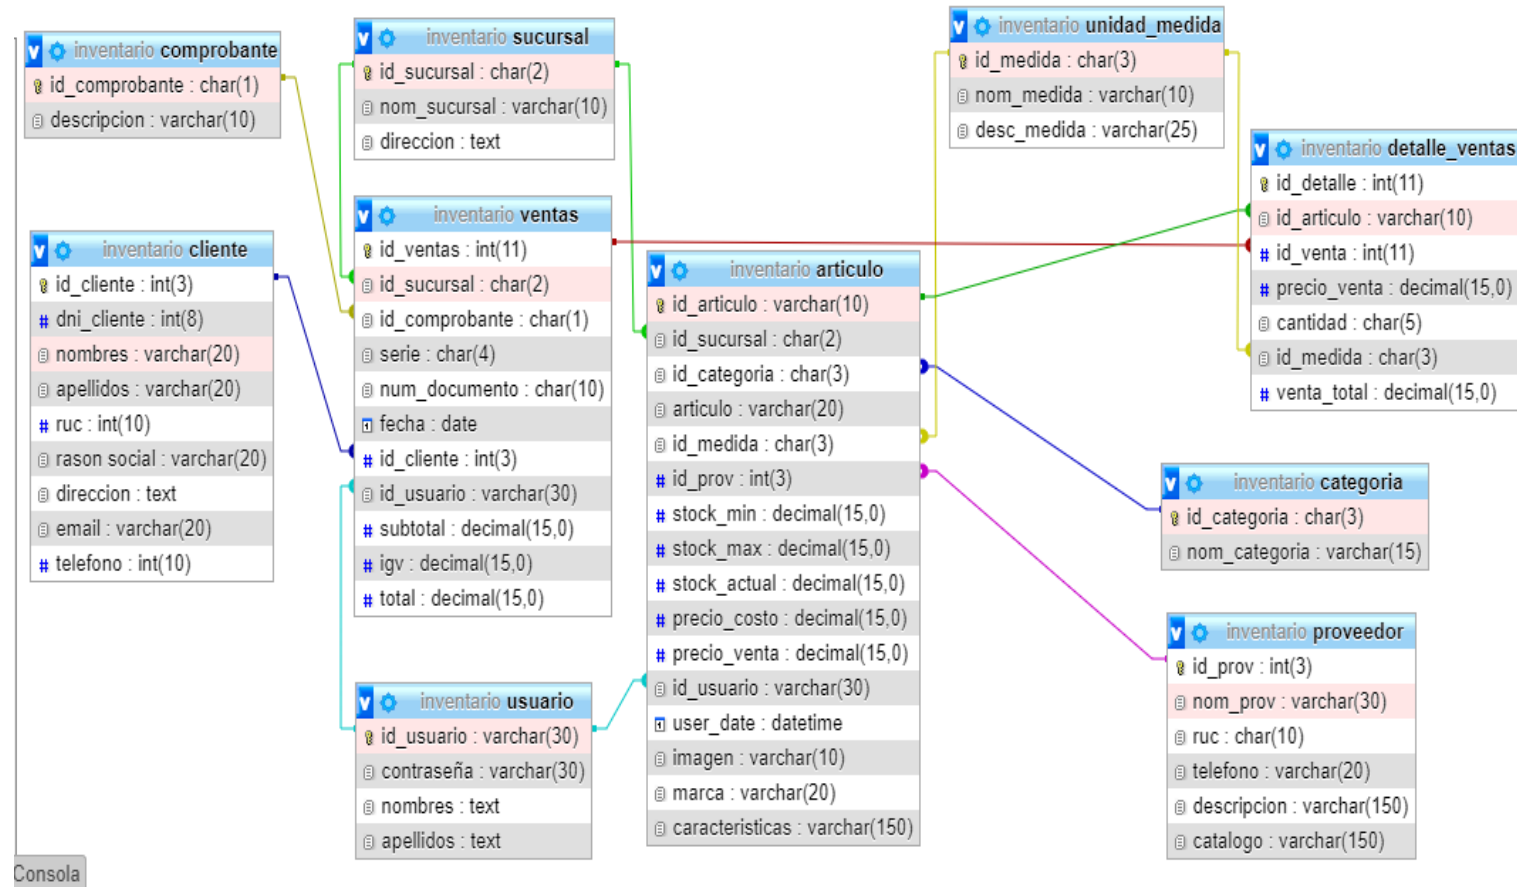 inventario comprobante
id_comprobante : char(1)
descripcion : varchar(10)
inventario sucursal
id_sucursal : char(2)
nom_sucursal : varchar(10)
direccion : text
inventario unidad_medida
id_medida : char(3)
nom_medida : varchar(10)
desc_medida : varchar(25)
inventario detalle_ventas
id_detalle : int(11)
id_articulo : varchar(10)
id_venta : int(11)
precio_venta : decimal(15,0)
cantidad : char(5)
id_medida : char(3)
venta_total : decimal(15,0)
inventario cliente
id_cliente : int(3)
dni_cliente : int(8)
nombres : varchar(20)
apellidos : varchar(20)
ruc : int(10)
rason social : varchar(20)
direccion : text
email : varchar(20)
telefono : int(10)
inventario ventas
id_ventas : int(11)
id_sucursal : char(2)
id_comprobante : char(1)
serie : char(4)
num_documento : char(10)
fecha : date
id_cliente : int(3)
id_usuario : varchar(30)
subtotal : decimal(15,0)
igv : decimal(15,0)
total : decimal(15,0)
inventario articulo
id_articulo : varchar(10)
id_sucursal : char(2)
id_categoria : char(3)
articulo : varchar(20)
id_medida : char(3)
id_prov : int(3)
stock_min : decimal(15,0)
stock_max : decimal(15,0)
stock_actual : decimal(15,0)
precio_costo : decimal(15,0)
precio_venta : decimal(15,0)
id_usuario : varchar(30)
user_date : datetime
imagen : varchar(10)
marca : varchar(20)
caracteristicas : varchar(150)
inventario categoria
id_categoria : char(3)
nom_categoria : varchar(15)
inventario usuario
id_usuario : varchar(30)
contraseña : varchar(30)
nombres : text
apellidos : text
inventario proveedor
id_prov : int(3)
nom_prov : varchar(30)
ruc : char(10)
telefono : varchar(20)
descripcion : varchar(150)
catalogo : varchar(150)
Consola